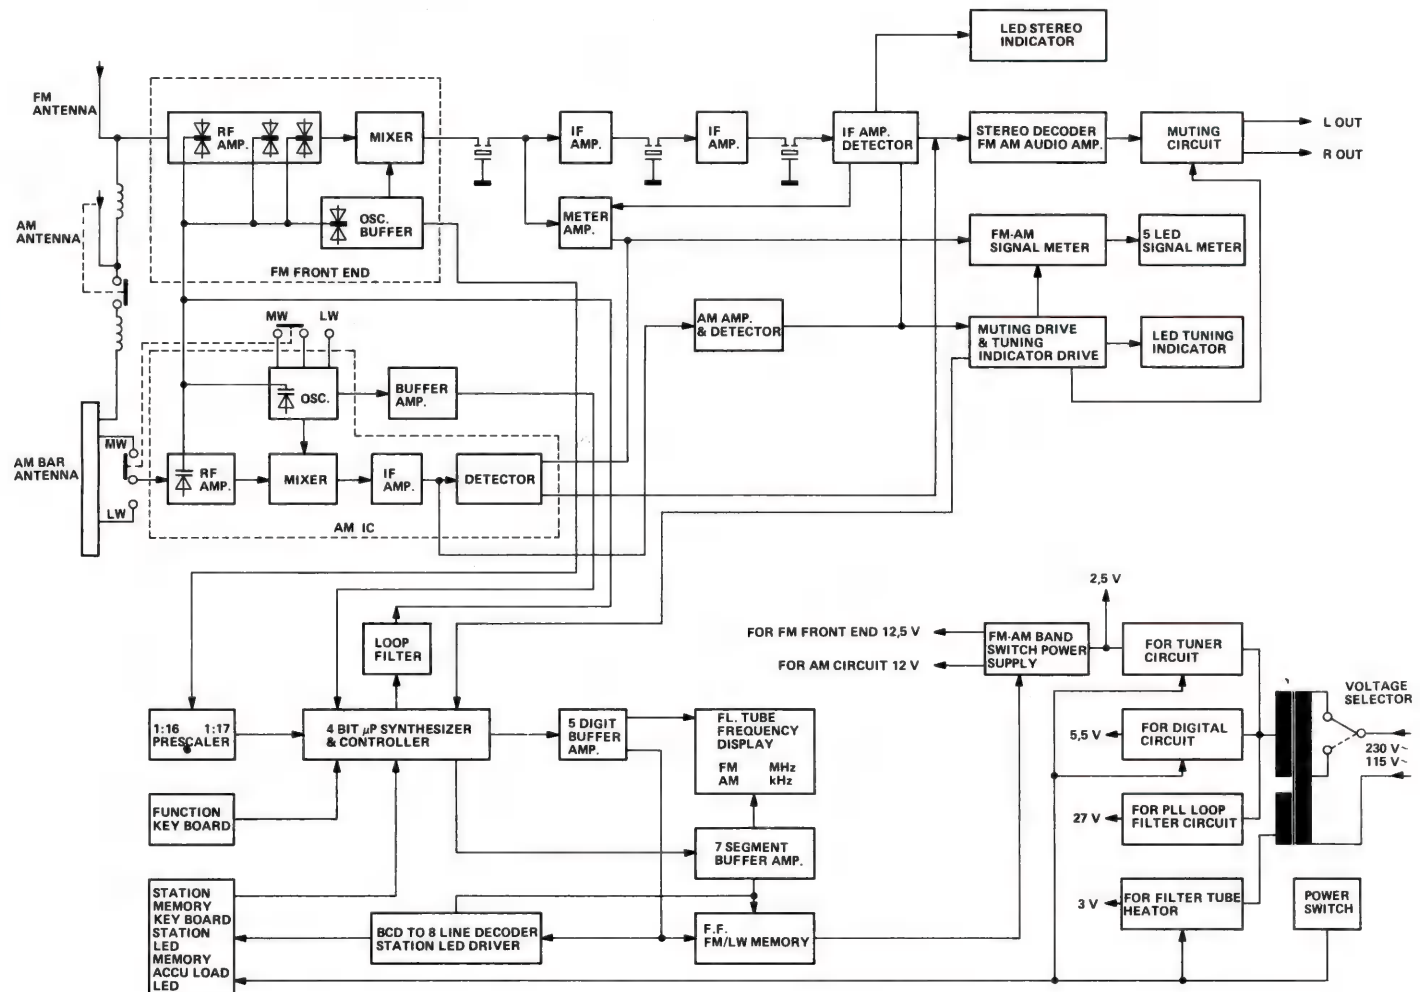 LED STEREO
INDICATOR
FM
ANTENNA
RF
AMP.
MIXER
IF
AMP.
IF
AMP.
IF AMP.
DETECTOR
STEREO DECODER
FM AM AUDIO AMP.
MUTING
CIRCUIT
L OUT
R OUT
AM
ANTENNA
OSC.
BUFFER
METER
AMP.
FM-AM
SIGNAL METER
5 LED
SIGNAL METER
FM FRONT END
MW
LW
AM AMP.
& DETECTOR
MUTING DRIVE
& TUNING
INDICATOR DRIVE
LED TUNING
INDICATOR
OSC.
BUFFER
AMP.
AM BAR
ANTENNA
MW
LW
RF
AMP.
MIXER
IF
AMP.
DETECTOR
AM IC
2,5 V
LOOP
FILTER
FOR FM FRONT END 12,5 V
FOR AM CIRCUIT 12 V
FM-AM BAND
SWITCH POWER
SUPPLY
FOR TUNER
CIRCUIT
VOLTAGE
SELECTOR
230 V~
115 V~
1:16 1:17
PRESCALER
4 BIT µP SYNTHESIZER
& CONTROLLER
5 DIGIT
BUFFER
AMP.
FL. TUBE
FREQUENCY
DISPLAY
FM MHz
AM kHz
5,5 V
FOR DIGITAL
CIRCUIT
FUNCTION
KEY BOARD
27 V
FOR PLL LOOP
FILTER CIRCUIT
7 SEGMENT
BUFFER AMP.
STATION
MEMORY
KEY BOARD
STATION
LED
MEMORY
ACCU LOAD
LED
BCD TO 8 LINE DECODER
STATION LED DRIVER
F.F.
FM/LW MEMORY
3 V
FOR FILTER TUBE
HEATOR
POWER
SWITCH